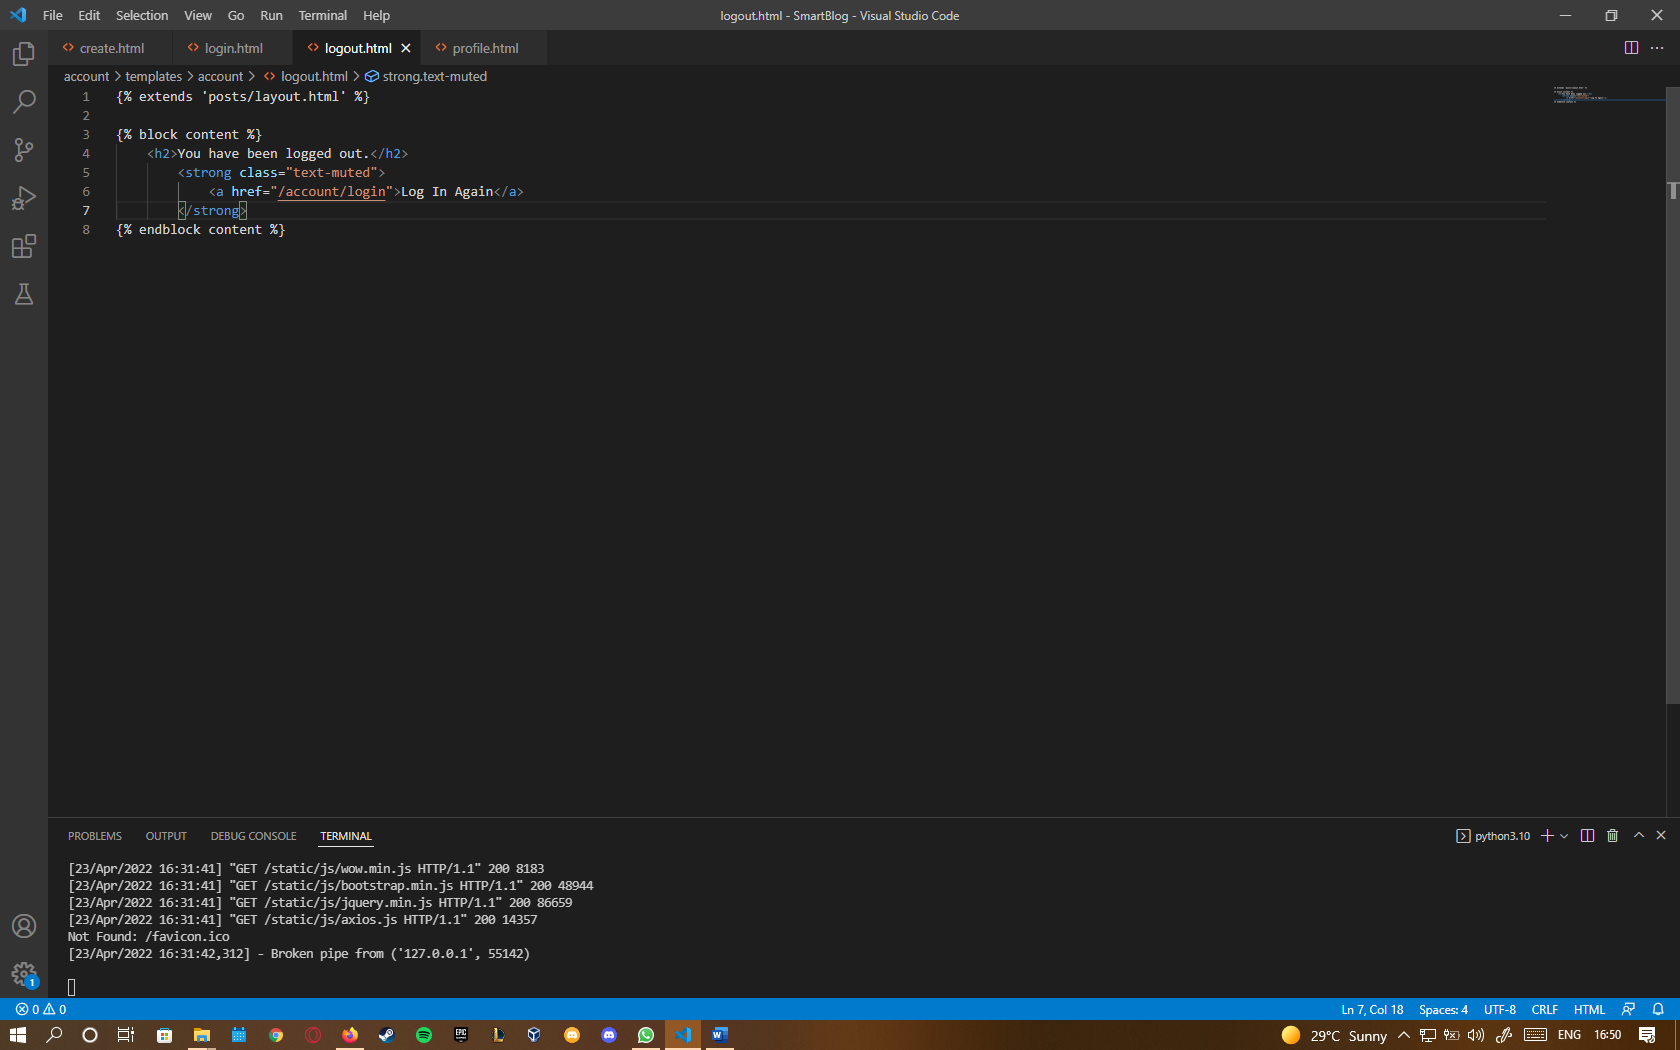 File Edit Selection View Go Run Terminal Help
logout.html - SmartBlog - Visual Studio Code
create.html login.html logout.html profile.html
account > templates > account > logout.html > strong.text-muted
1 {% extends 'posts/layout.html' %}
2
3 {% block content %}
4 <h2>You have been logged out.</h2>
5 <strong class="text-muted">
6 <a href="/account/login">Log In Again</a>
7 </strong>
8 {% endblock content %}
PROBLEMS OUTPUT DEBUG CONSOLE TERMINAL
python3.10
[23/Apr/2022 16:31:41] "GET /static/js/wow.min.js HTTP/1.1" 200 8183
[23/Apr/2022 16:31:41] "GET /static/js/bootstrap.min.js HTTP/1.1" 200 48944
[23/Apr/2022 16:31:41] "GET /static/js/jquery.min.js HTTP/1.1" 200 86659
[23/Apr/2022 16:31:41] "GET /static/js/axios.js HTTP/1.1" 200 14357
Not Found: /favicon.ico
[23/Apr/2022 16:31:42,312] - Broken pipe from ('127.0.0.1', 55142)
1
0 0
Ln 7, Col 18 Spaces: 4 UTF-8 CRLF HTML
EPIC
29°C Sunny ENG 16:50